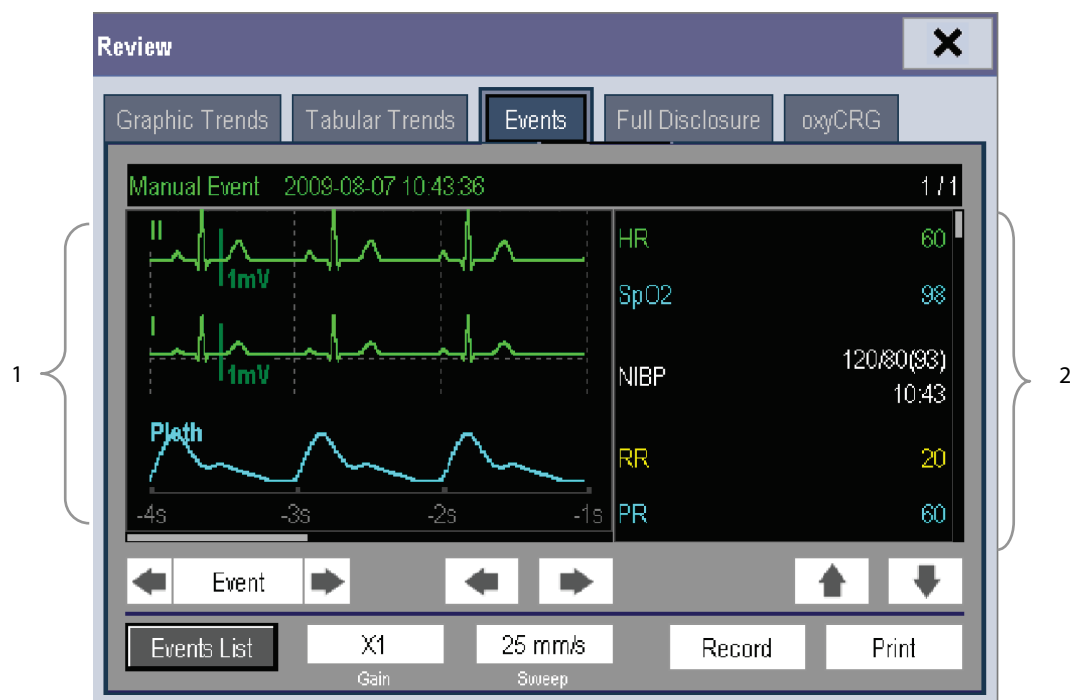 Review
Graphic Trends Tabular Trends Events Full Disclosure oxyCRG
Manual Event 2009-08-07 10:43:36 1 / 1
II
1mV
I
1mV
Pleth
-4s -3s -2s -1s
HR 60
SpO2 98
NIBP 120/80(93)
10:43
RR 20
PR 60
1
2
Event
Events List X1 25 mm/s Record Print
Gain Sweep